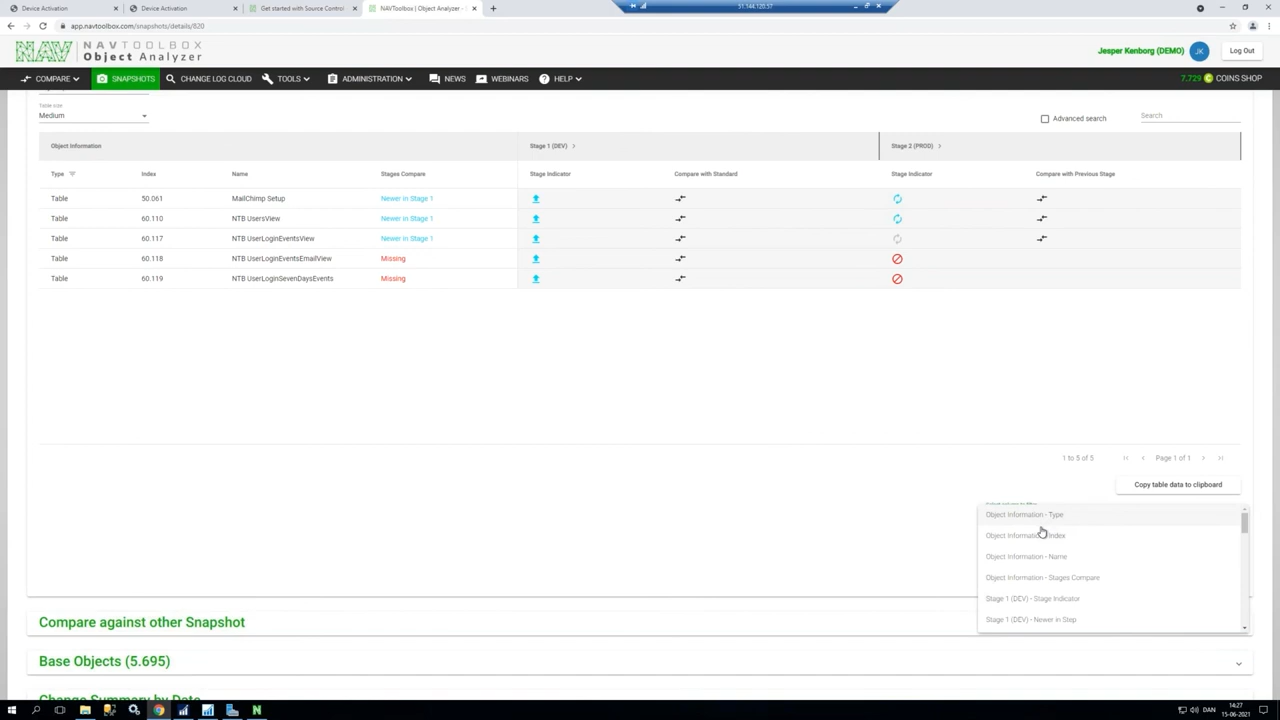 Device Activation
Device Activation
Get started with Source Control
NAVToolbox | Object Analyzer -
51.144.120.57
app.navtoolbox.com/snapshots/details/820
NAV
NAVTOOLBOX
Object Analyzer
Jesper Kenborg (DEMO)
JK
Log Out
COMPARE
SNAPSHOTS
CHANGE LOG CLOUD
TOOLS
ADMINISTRATION
NEWS
WEBINARS
HELP
7.729 C COINS SHOP
Table size
Medium
Advanced search
Search
Object Information
Stage 1 (DEV)
Stage 2 (PROD)
Type Index Name Stages Compare Stage Indicator Compare with Standard Stage Indicator Compare with Previous Stage
Table 50.061 MailChimp Setup Newer in Stage 1
Table 60.110 NTB UsersView Newer in Stage 1
Table 60.117 NTB UserLoginEventsView Newer in Stage 1
Table 60.118 NTB UserLoginEventsEmailView Missing
Table 60.119 NTB UserLoginSevenDaysEvents Missing
1 to 5 of 5
Page 1 of 1
Copy table data to clipboard
Object Information - Type
Object Information - Index
Object Information - Name
Object Information - Stages Compare
Stage 1 (DEV) - Stage Indicator
Stage 1 (DEV) - Newer in Step
Compare against other Snapshot
Base Objects (5.695)
Change Summary by Date
DAN
14:27
15-06-2021